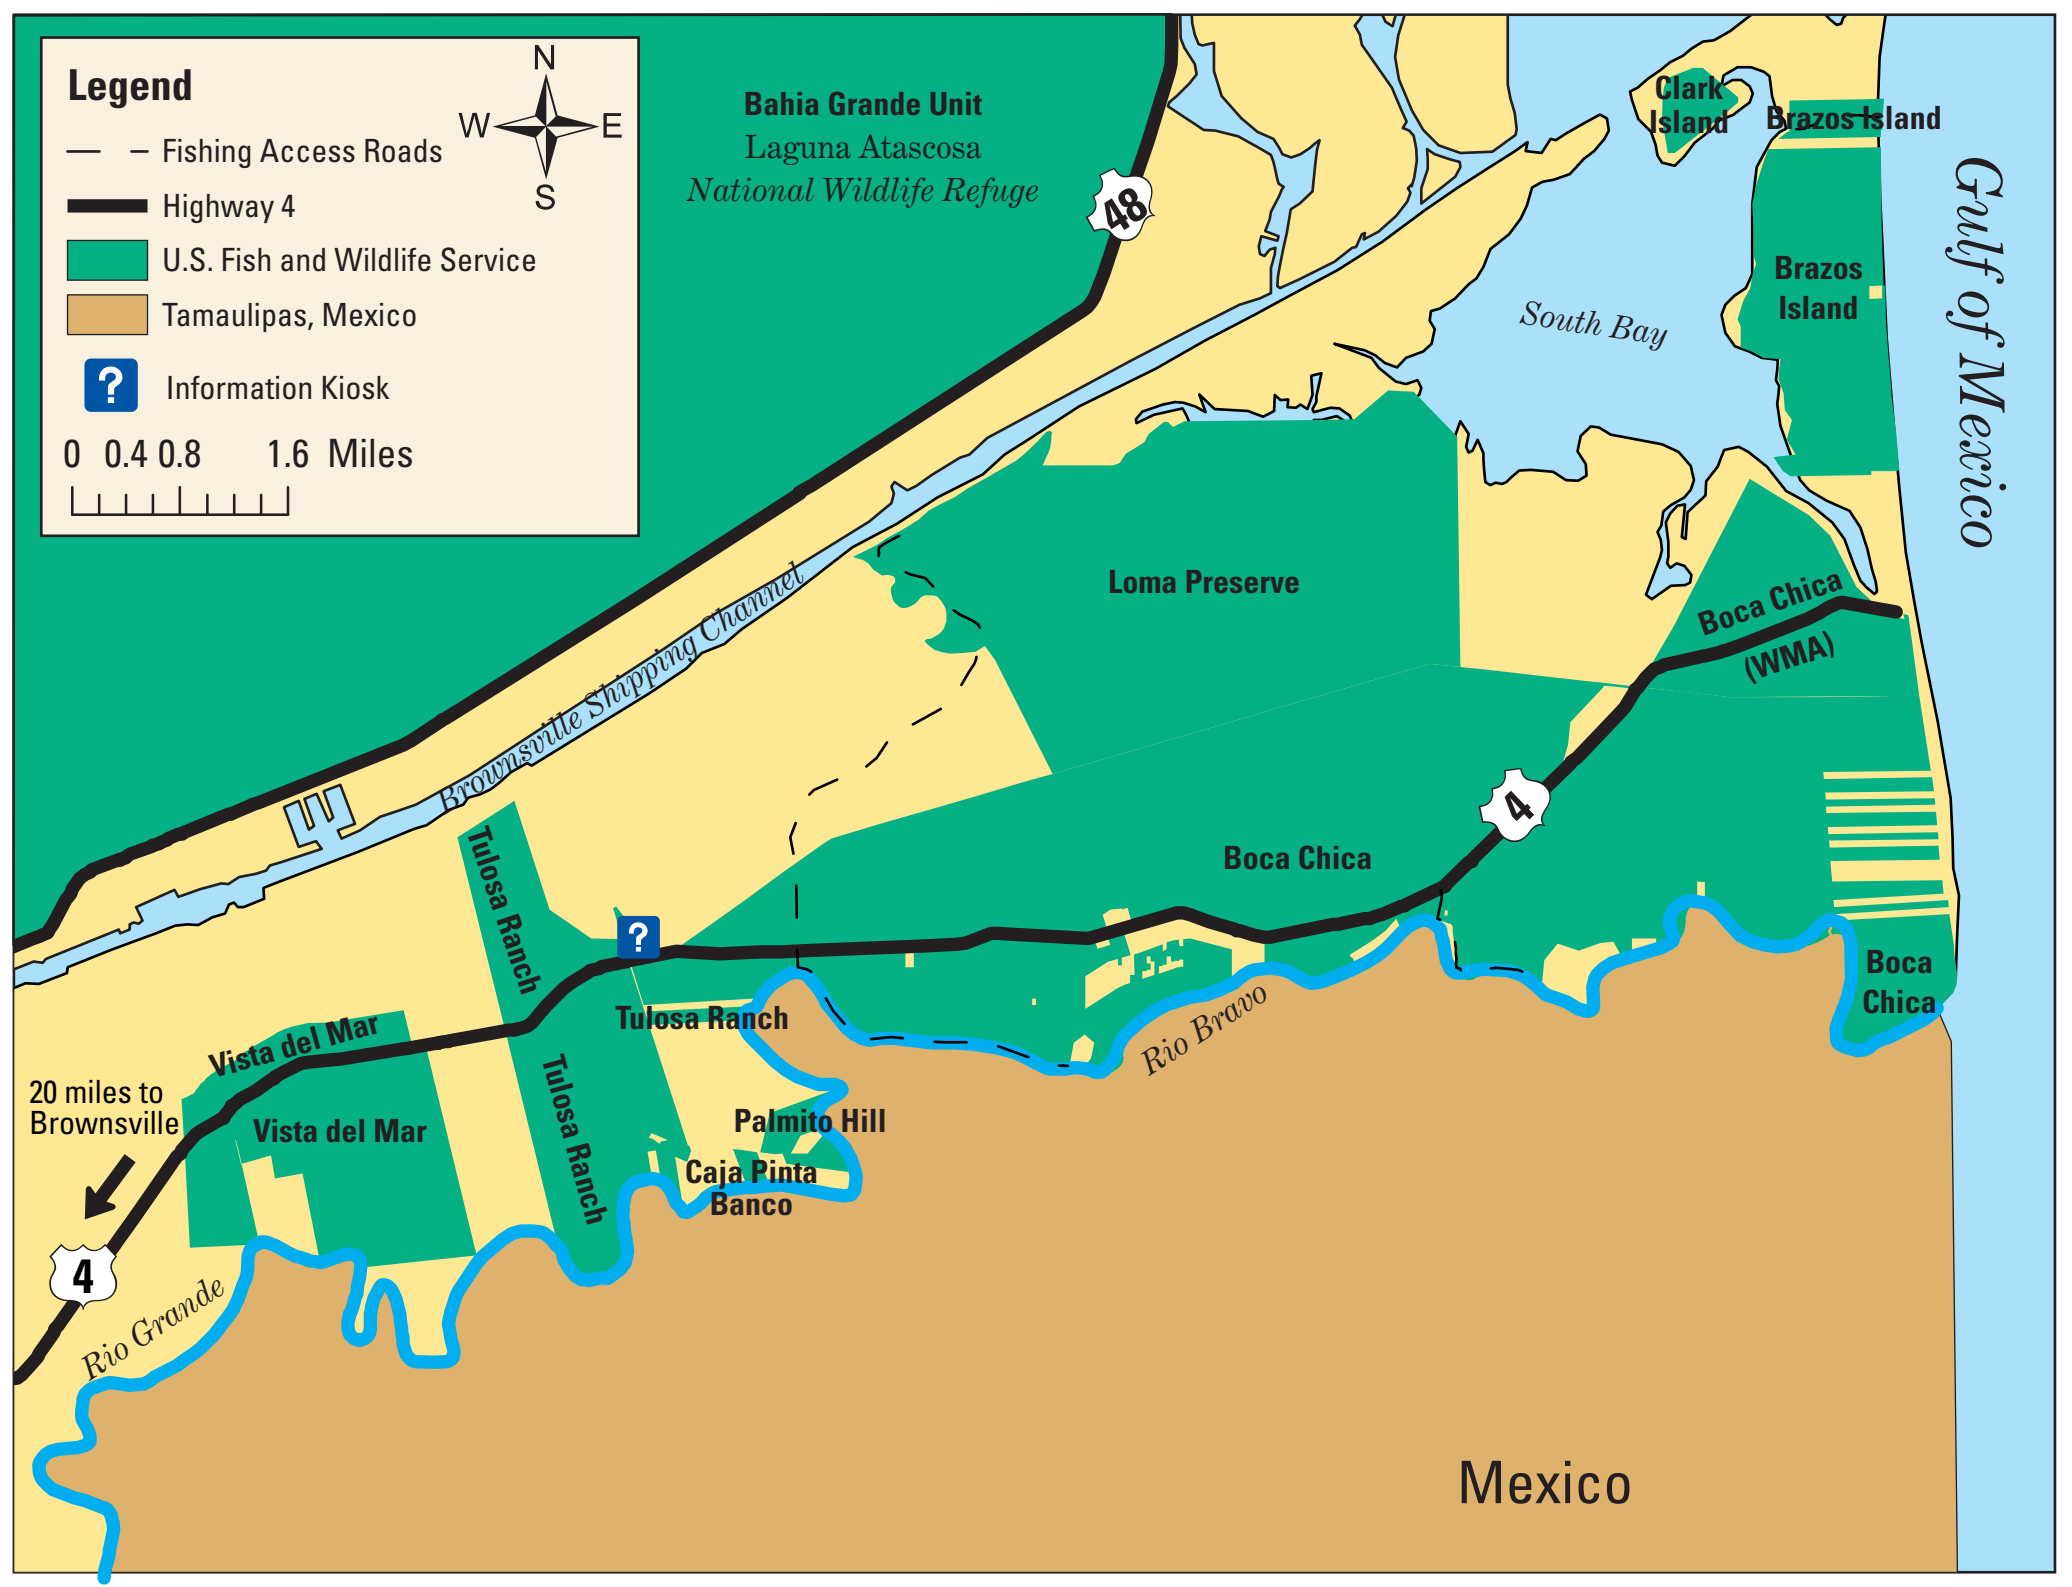 Legend
N
W E
S
Fishing Access Roads
Highway 4
U.S. Fish and Wildlife Service
Tamaulipas, Mexico
?
Information Kiosk
0 0.4 0.8 1.6 Miles
Bahia Grande Unit
Laguna Atascosa
National Wildlife Refuge
48
Clark
Island
Brazos Island
Brazos
Island
Gulf of Mexico
South Bay
Loma Preserve
Brownsville Shipping Channel
Boca Chica
(WMA)
4
Boca Chica
Tulosa Ranch
?
Tulosa Ranch
Boca
Chica
Rio Bravo
Vista del Mar
20 miles to
Brownsville
Vista del Mar
Tulosa Ranch
Palmito Hill
Caja Pinta
Banco
4
Rio Grande
Mexico